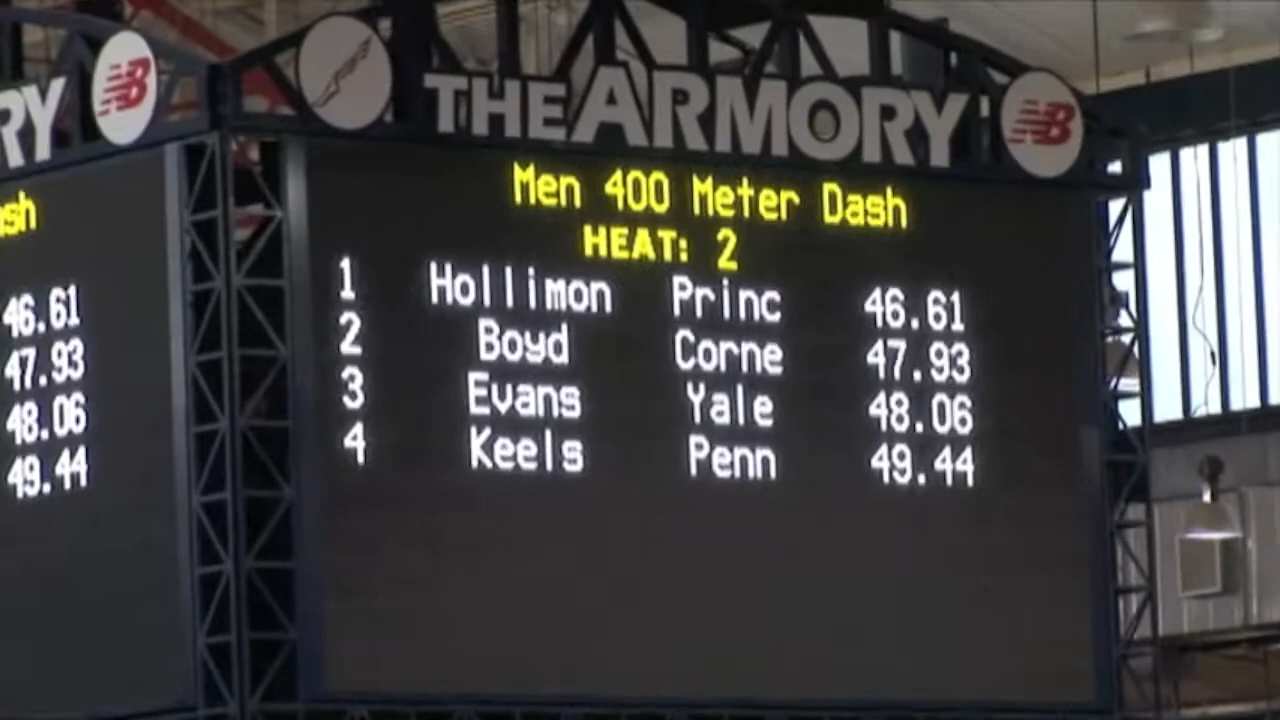 THE ARMORY
NB
NB
RY
Men 400 Meter Dash
HEAT: 2
1 Hollimon Princ 46.61
2 Boyd Corne 47.93
3 Evans Yale 48.06
4 Keels Penn 49.44
ash
46.61
47.93
48.06
49.44